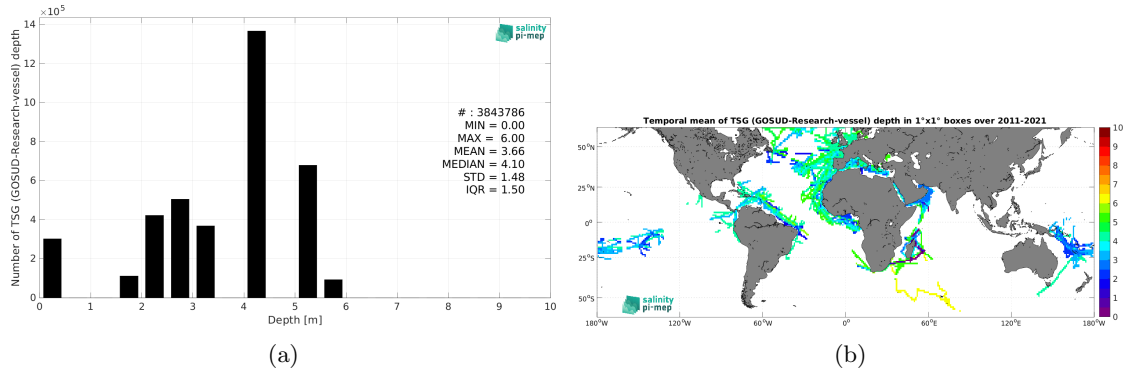 ×10⁵
14
12
10
8
6
4
2
0
Number of TSG (GOSUD-Research-vessel) depth
salinity
pi-mep
# : 3843786
MIN = 0.00
MAX = 6.00
MEAN = 3.66
MEDIAN = 4.10
STD = 1.48
IQR = 1.50
0 1 2 3 4 5 6 7 8 9 10
Depth [m]
(a)
Temporal mean of TSG (GOSUD-Research-vessel) depth in 1°x1° boxes over 2011-2021
50°N
25°N
0°
25°S
50°S
180°W 120°W 60°W 0° 60°E 120°E 180°W
salinity
pi-mep
10
9
8
7
6
5
4
3
2
1
0
(b)